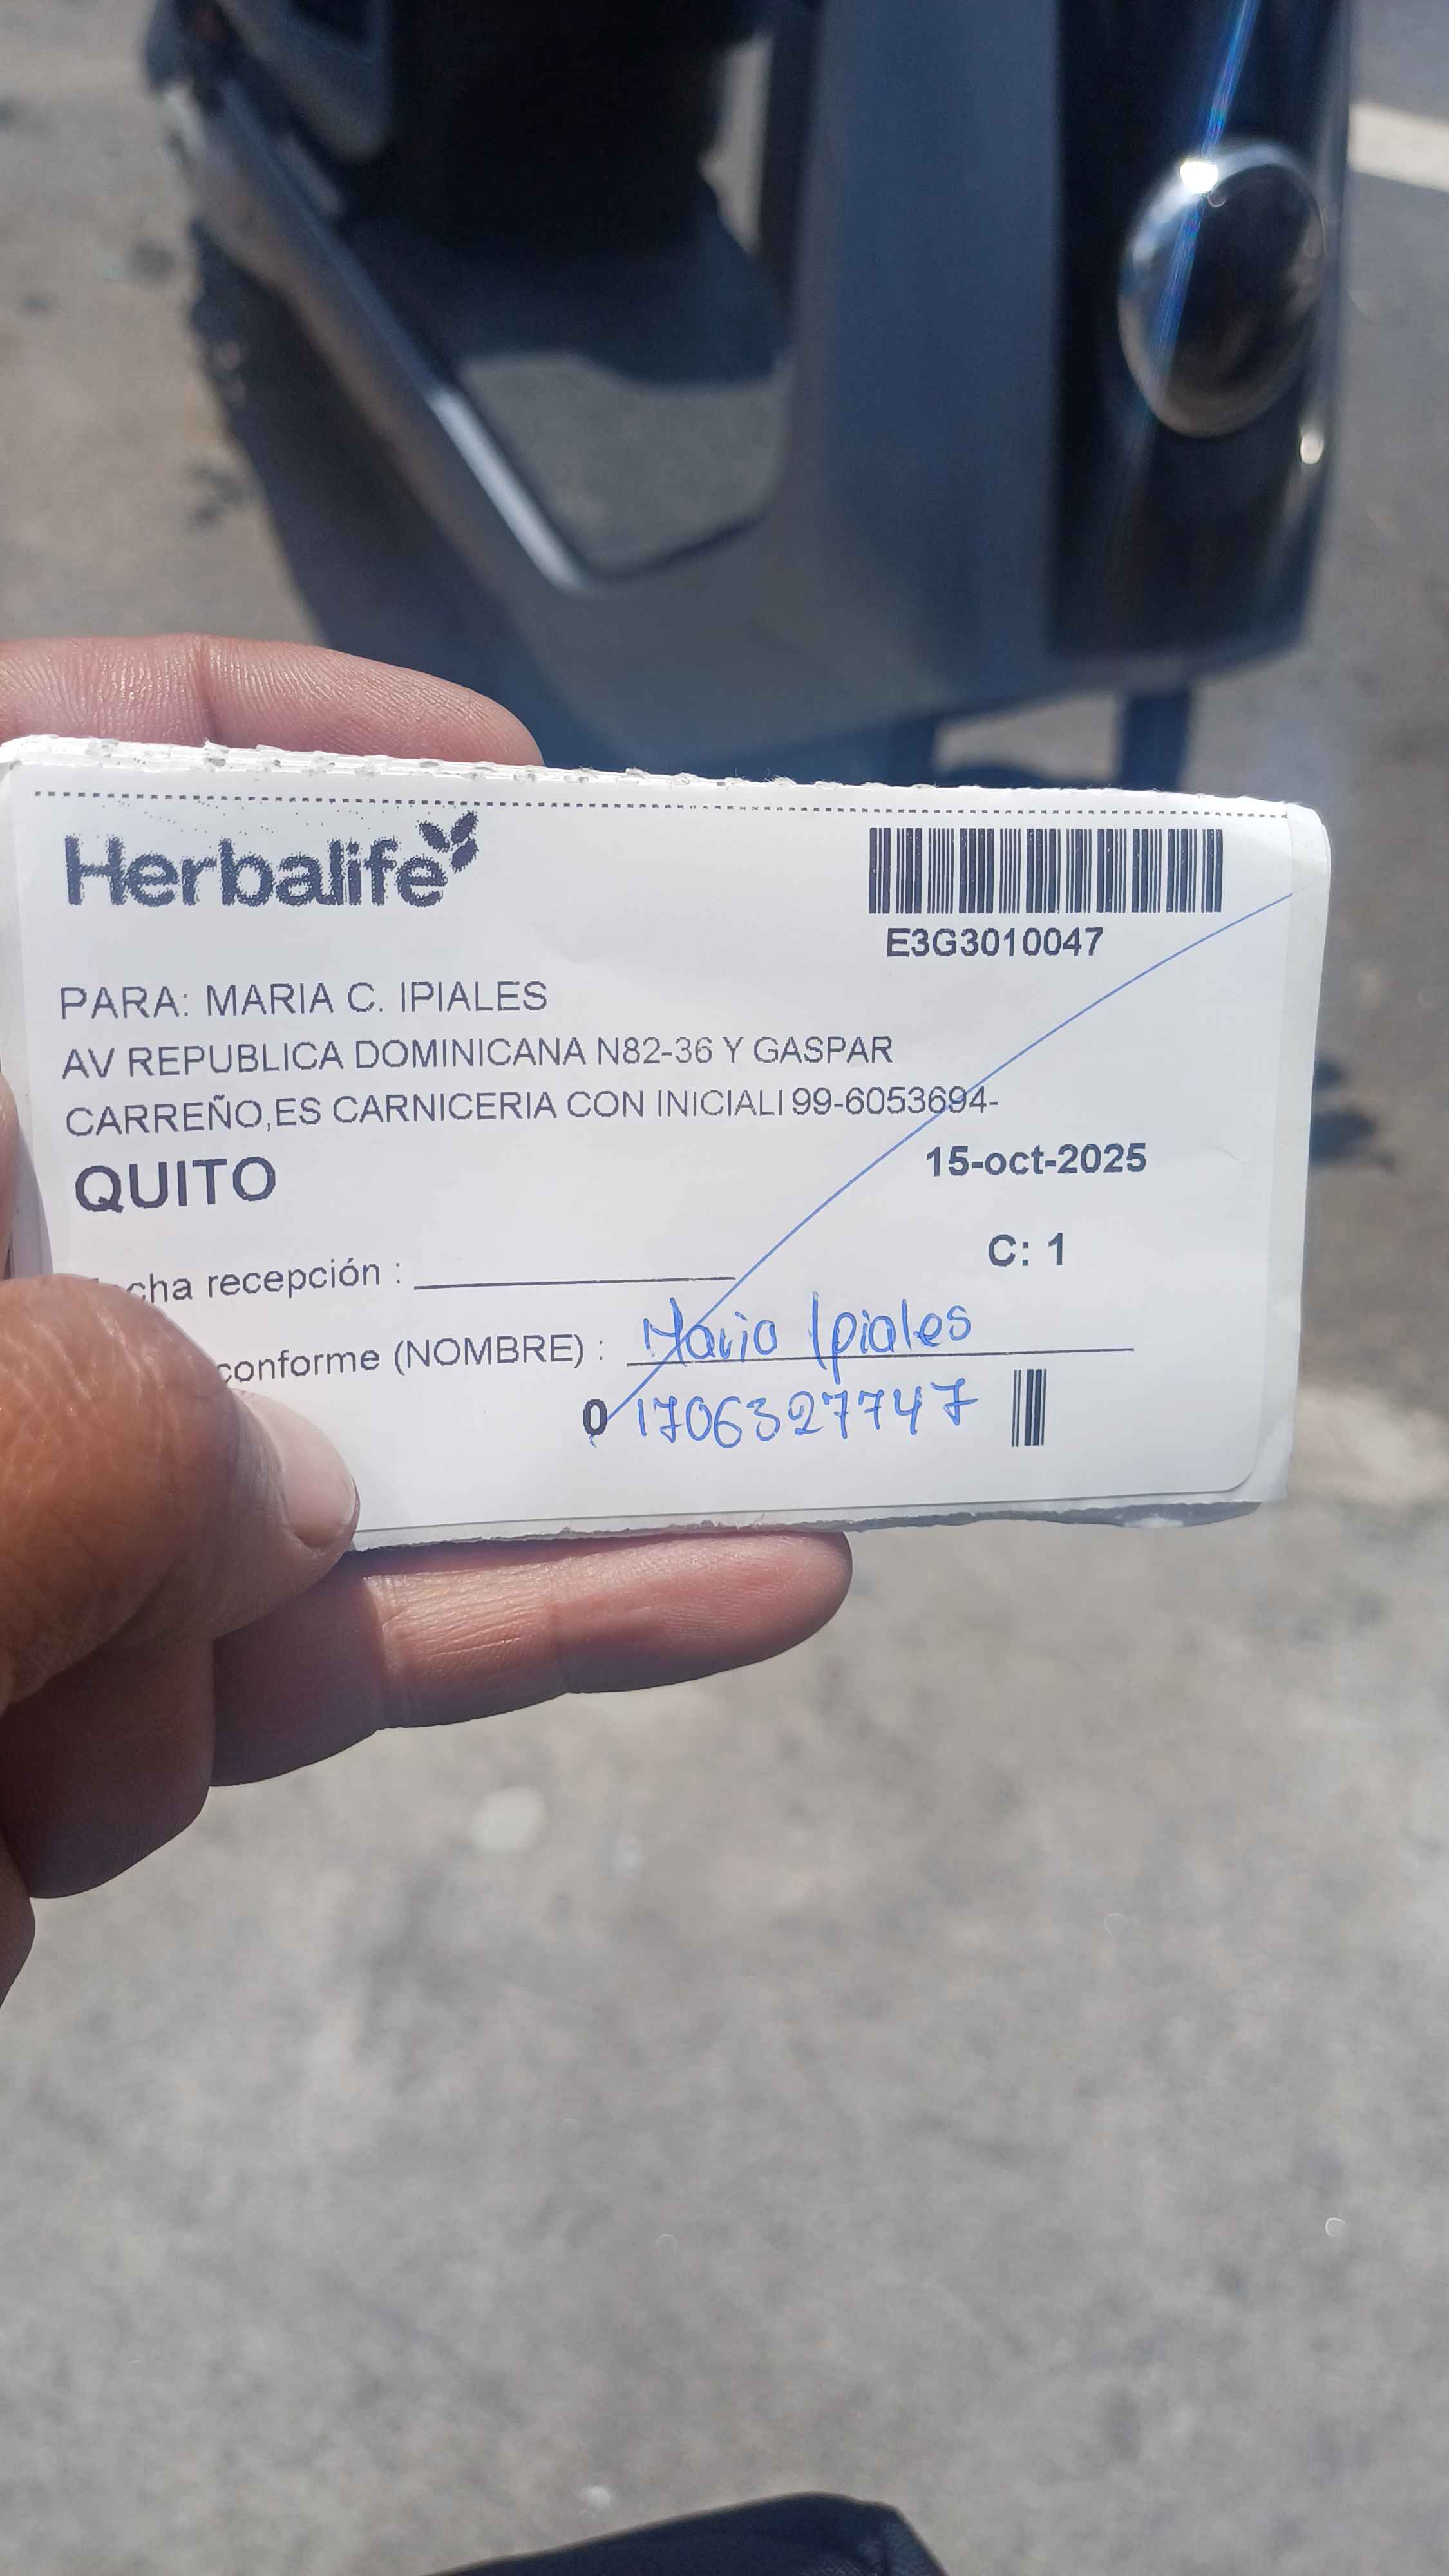 Herbalife
E3G3010047
PARA: MARIA C. IPIALES
AV REPUBLICA DOMINICANA N82-36 Y GASPAR
CARREÑO,ES CARNICERIA CON INICIALI 99-6053694-
QUITO
15-oct-2025
C: 1
cha recepción :
conforme (NOMBRE) : Maria Ipiales
0 1706327747